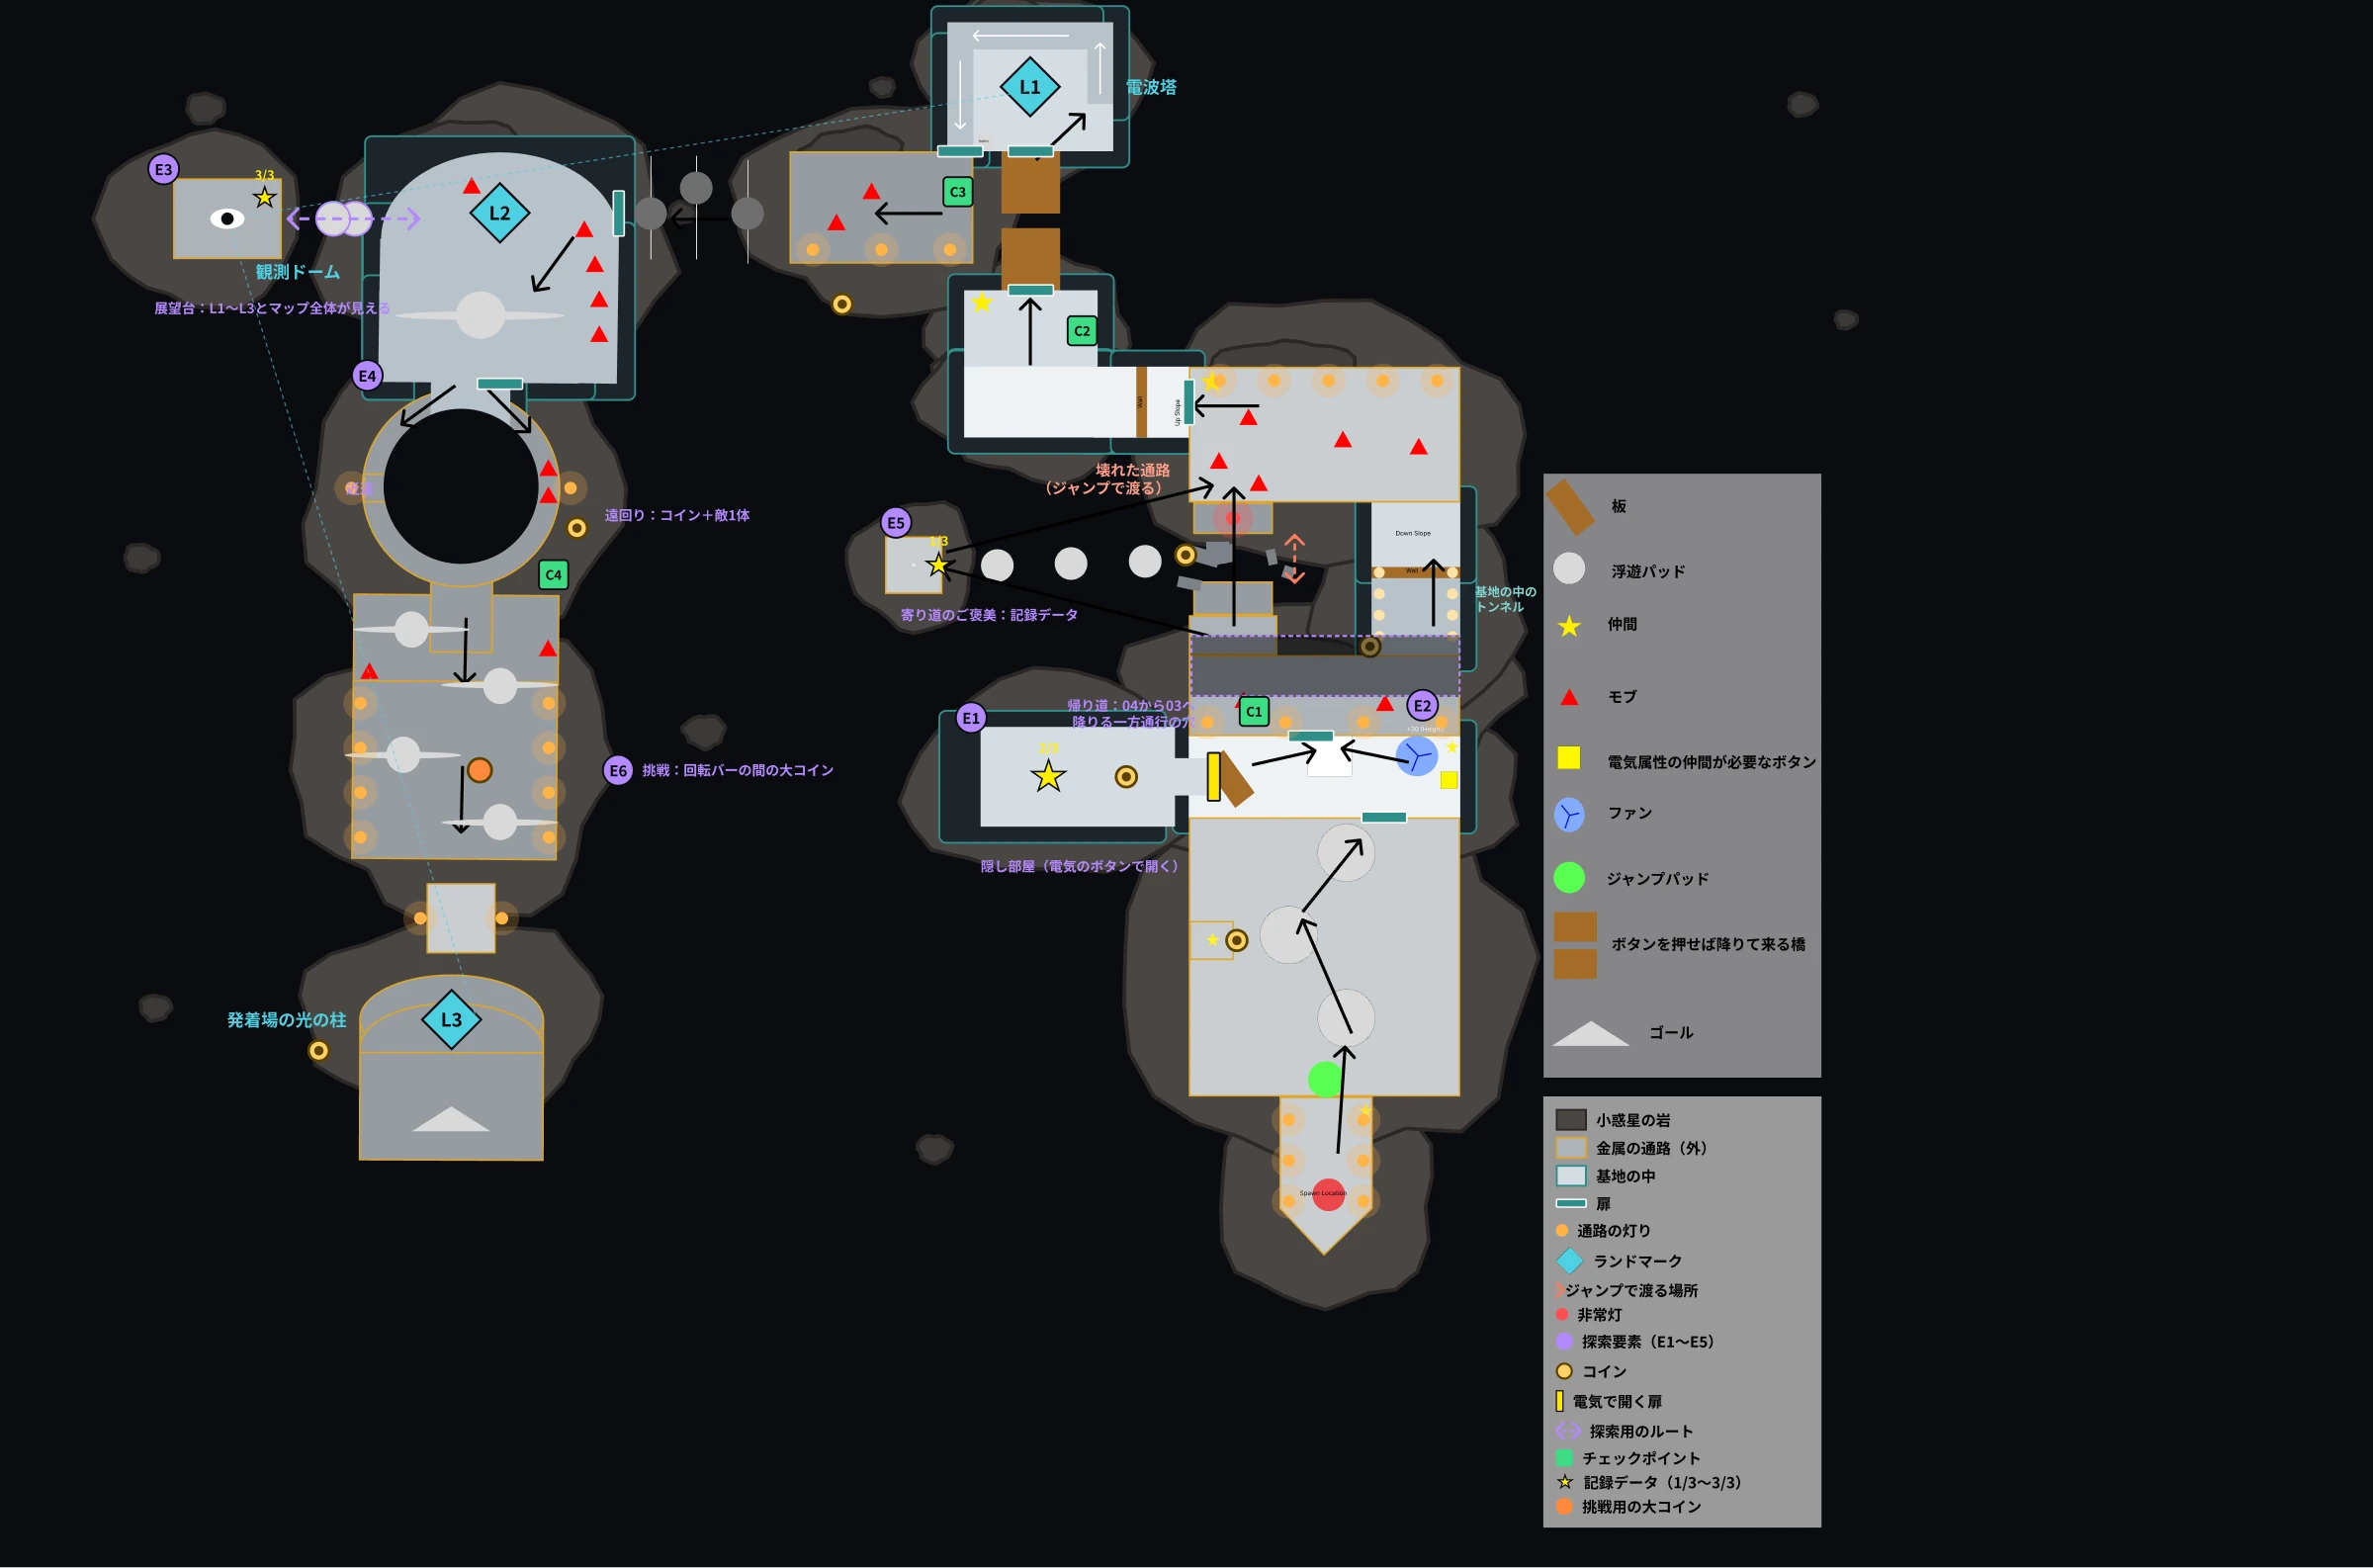 L1
電波塔
E3
3/3
L2
C3
観測ドーム
展望台：L1〜L3とマップ全体が見える
C2
Wall
Up Slope
E4
壊れた通路
（ジャンプで渡る）
遠回り：コイン＋敵1体
E5
1/3
Down Slope
Wall
C4
基地の中の
トンネル
寄り道のご褒美：記録データ
帰り道：04から03へ
降りる一方通行の穴
C1
E2
E1
2/3
E6
挑戦：回転バーの間の大コイン
隠し部屋（電気のボタンで開く）
発着場の光の柱
L3
Spawn Location
板
浮遊パッド
仲間
モブ
電気属性の仲間が必要なボタン
ファン
ジャンプパッド
ボタンを押せば降りて来る橋
ゴール
小惑星の岩
金属の通路（外）
基地の中
扉
通路の灯り
ランドマーク
ジャンプで渡る場所
非常灯
探索要素（E1〜E5）
コイン
電気で開く扉
探索用のルート
チェックポイント
記録データ（1/3〜3/3）
挑戦用の大コイン